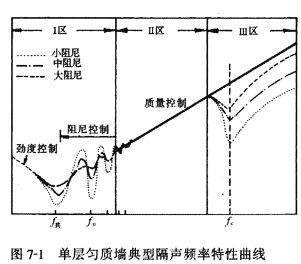 Ⅰ区 Ⅱ区 Ⅲ区
小阻尼
中阻尼
大阻尼
质量控制
阻尼控制
劲度控制
f共 fn fc
图 7-1 单层匀质墙典型隔声频率特性曲线